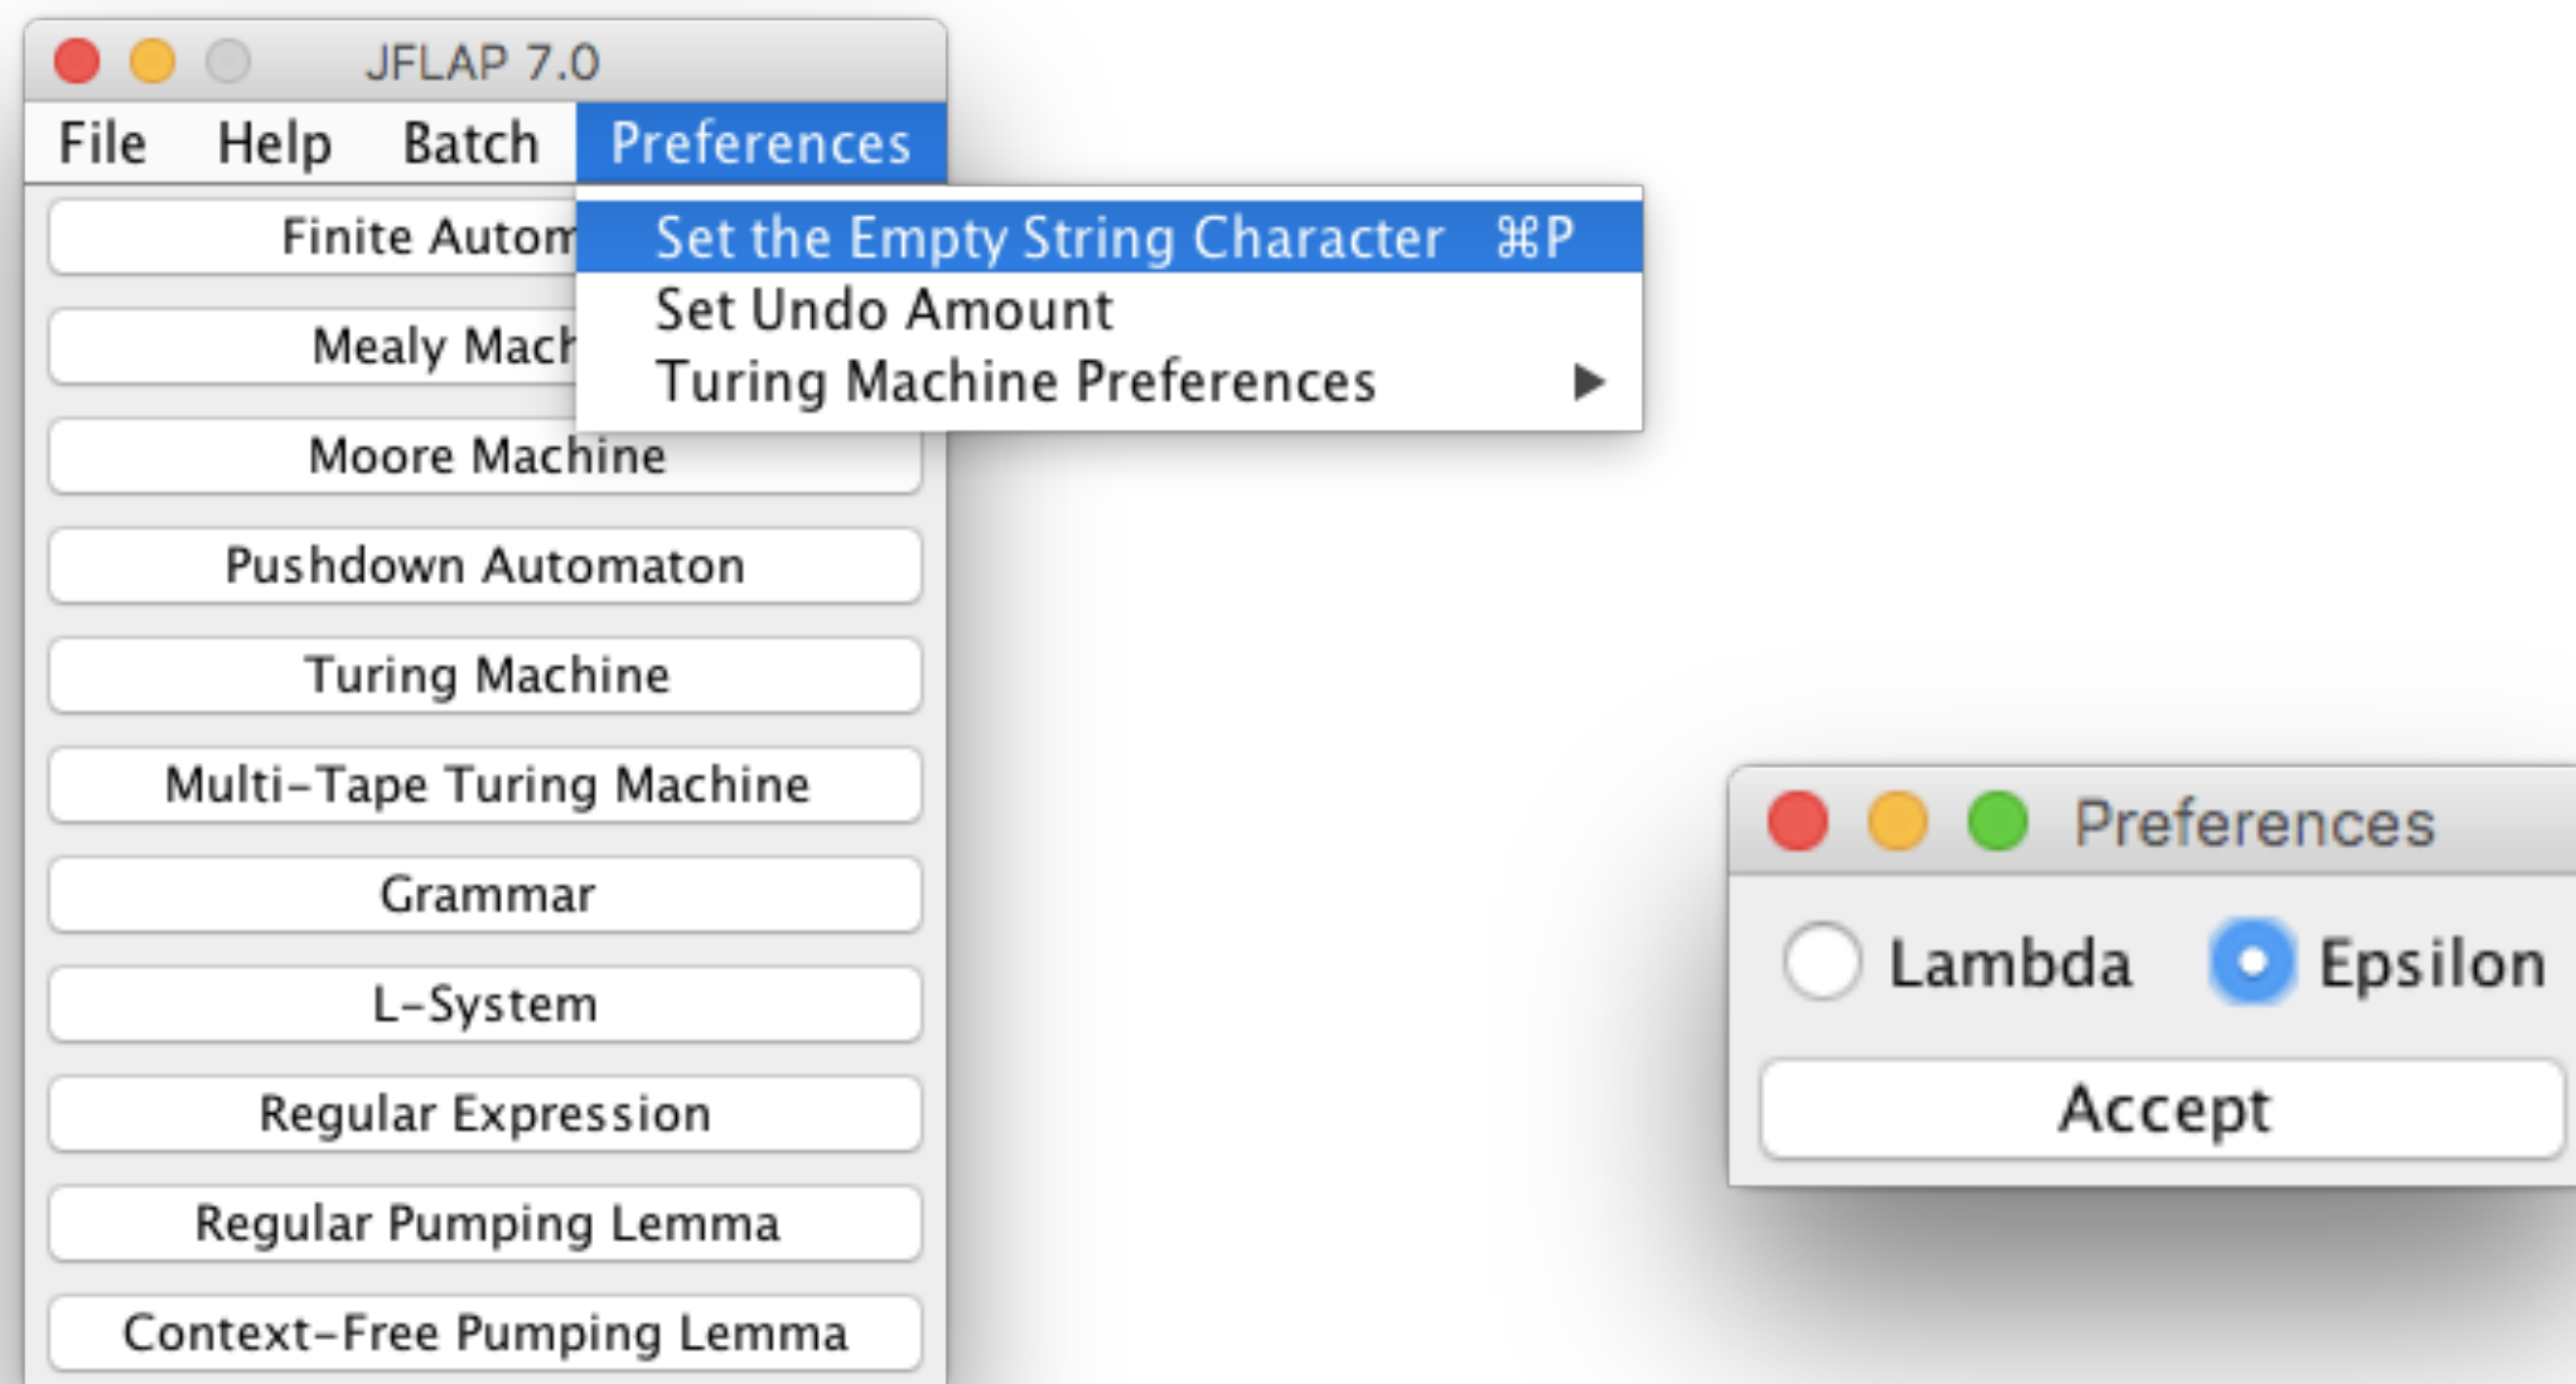 JFLAP 7.0
File Help Batch Preferences
Set the Empty String Character ⌘P
Set Undo Amount
Turing Machine Preferences
Finite Autom
Mealy Mach
Moore Machine
Pushdown Automaton
Turing Machine
Multi-Tape Turing Machine
Grammar
L-System
Regular Expression
Regular Pumping Lemma
Context-Free Pumping Lemma
Preferences
Lambda Epsilon
Accept